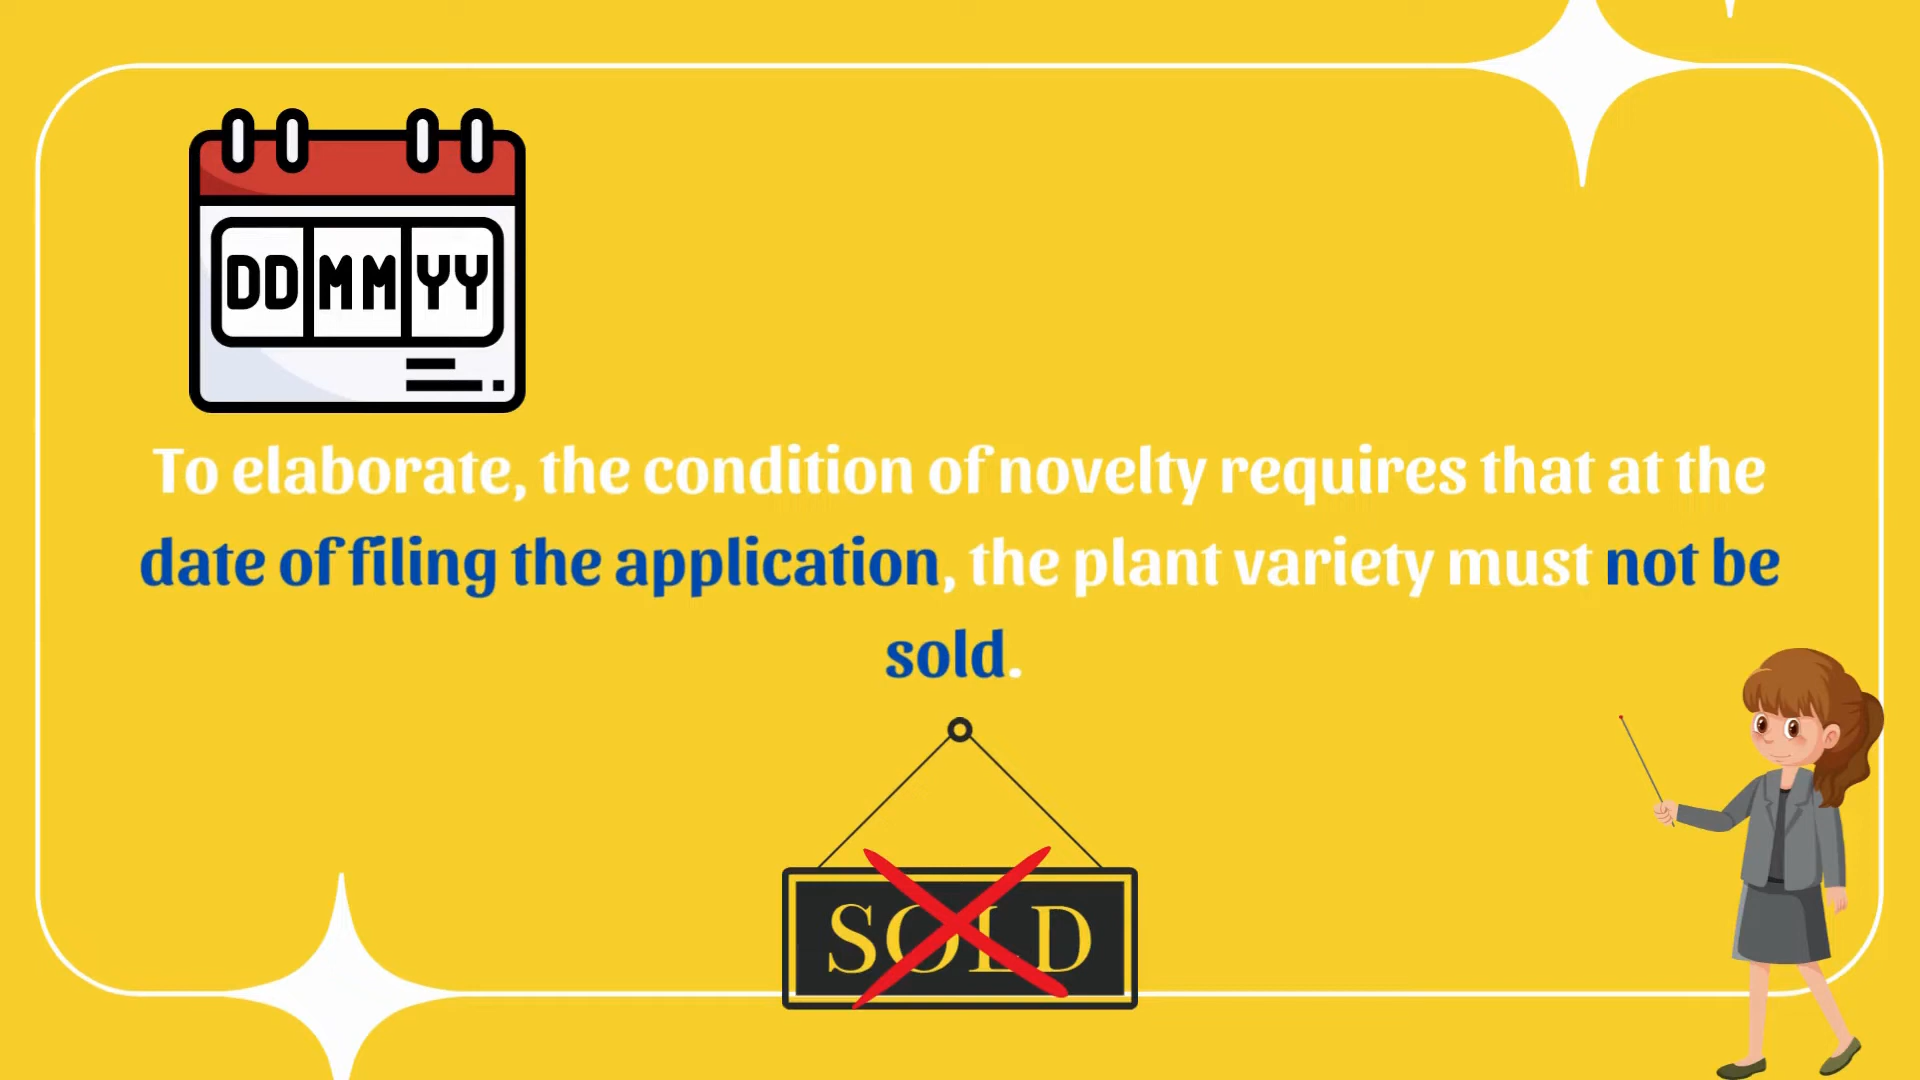 DD MM YY
To elaborate, the condition of novelty requires that at the
date of filing the application, the plant variety must not be
sold.
SOLD